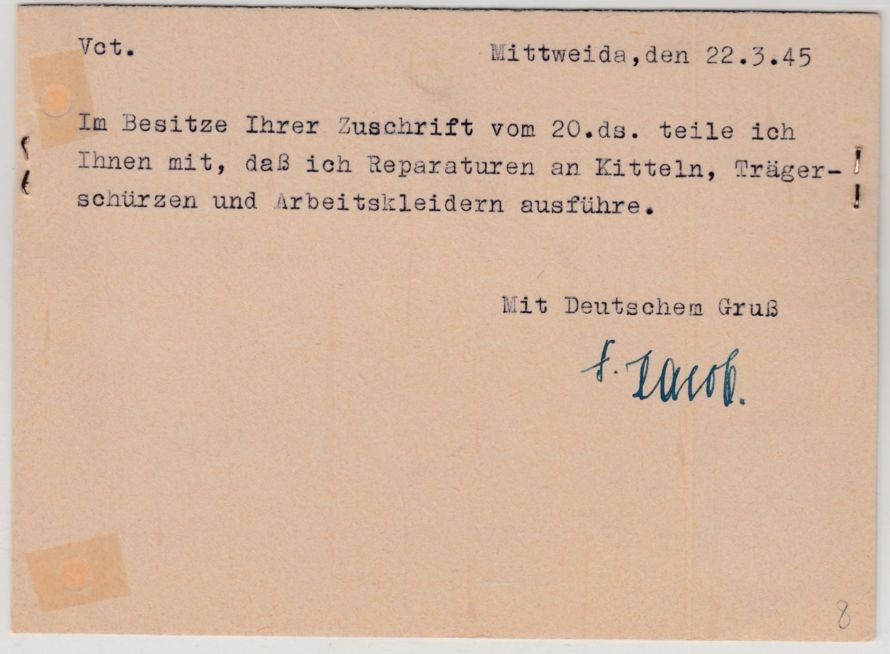 Vct.
Mittweida,den 22.3.45
Im Besitze Ihrer Zuschrift vom 20.ds. teile ich
Ihnen mit, daß ich Reparaturen an Kitteln, Träger-
schürzen und Arbeitskleidern ausführe.
Mit Deutschem Gruß
F. Jacob.
8